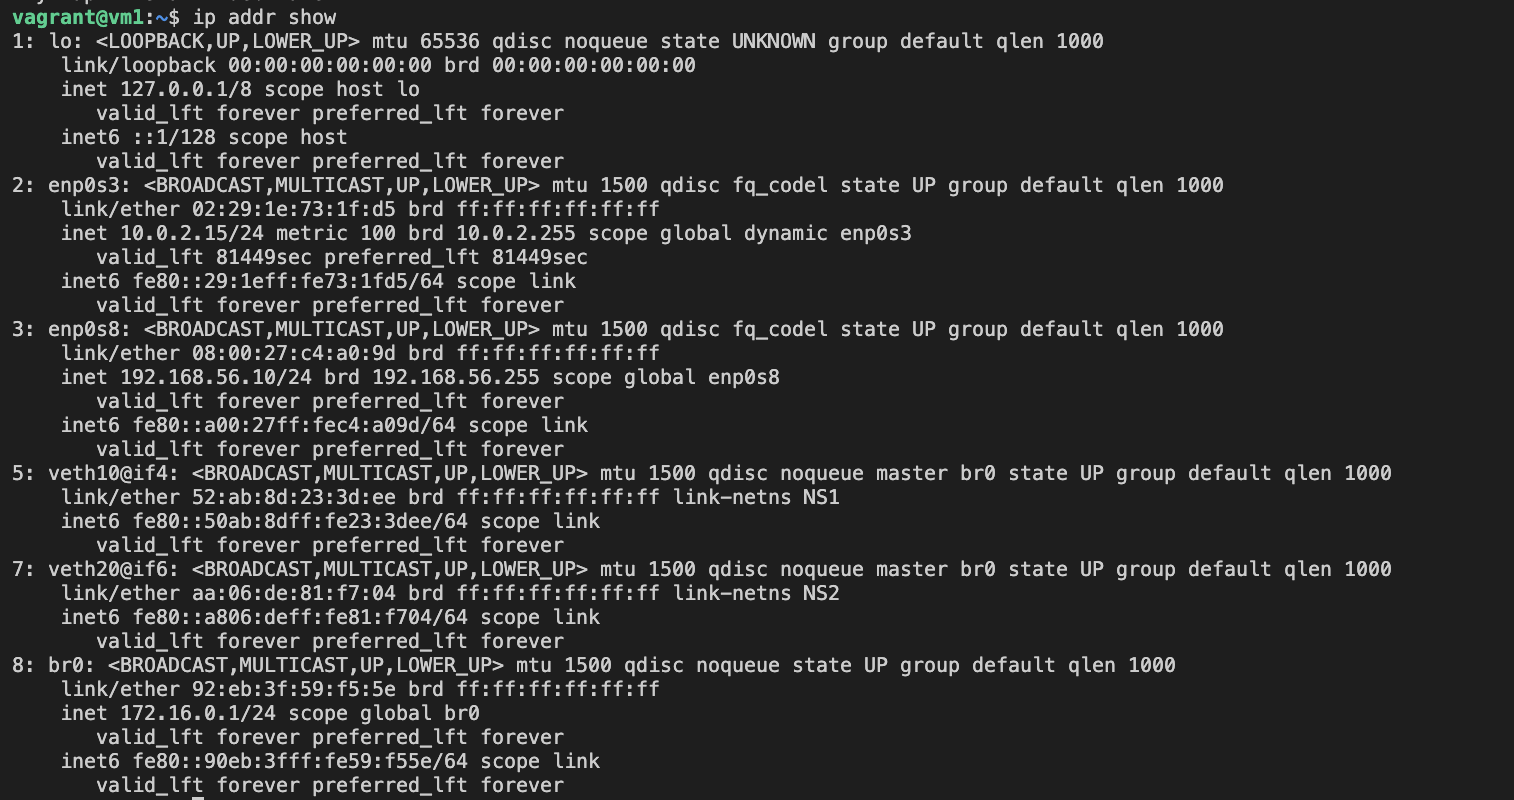 vagrant@vm1:~$ ip addr show
1: lo: <LOOPBACK,UP,LOWER_UP> mtu 65536 qdisc noqueue state UNKNOWN group default qlen 1000
    link/loopback 00:00:00:00:00:00 brd 00:00:00:00:00:00
    inet 127.0.0.1/8 scope host lo
       valid_lft forever preferred_lft forever
    inet6 ::1/128 scope host
       valid_lft forever preferred_lft forever
2: enp0s3: <BROADCAST,MULTICAST,UP,LOWER_UP> mtu 1500 qdisc fq_codel state UP group default qlen 1000
    link/ether 02:29:1e:73:1f:d5 brd ff:ff:ff:ff:ff:ff
    inet 10.0.2.15/24 metric 100 brd 10.0.2.255 scope global dynamic enp0s3
       valid_lft 81449sec preferred_lft 81449sec
    inet6 fe80::29:1eff:fe73:1fd5/64 scope link
       valid_lft forever preferred_lft forever
3: enp0s8: <BROADCAST,MULTICAST,UP,LOWER_UP> mtu 1500 qdisc fq_codel state UP group default qlen 1000
    link/ether 08:00:27:c4:a0:9d brd ff:ff:ff:ff:ff:ff
    inet 192.168.56.10/24 brd 192.168.56.255 scope global enp0s8
       valid_lft forever preferred_lft forever
    inet6 fe80::a00:27ff:fec4:a09d/64 scope link
       valid_lft forever preferred_lft forever
5: veth10@if4: <BROADCAST,MULTICAST,UP,LOWER_UP> mtu 1500 qdisc noqueue master br0 state UP group default qlen 1000
    link/ether 52:ab:8d:23:3d:ee brd ff:ff:ff:ff:ff:ff link-netns NS1
    inet6 fe80::50ab:8dff:fe23:3dee/64 scope link
       valid_lft forever preferred_lft forever
7: veth20@if6: <BROADCAST,MULTICAST,UP,LOWER_UP> mtu 1500 qdisc noqueue master br0 state UP group default qlen 1000
    link/ether aa:06:de:81:f7:04 brd ff:ff:ff:ff:ff:ff link-netns NS2
    inet6 fe80::a806:deff:fe81:f704/64 scope link
       valid_lft forever preferred_lft forever
8: br0: <BROADCAST,MULTICAST,UP,LOWER_UP> mtu 1500 qdisc noqueue state UP group default qlen 1000
    link/ether 92:eb:3f:59:f5:5e brd ff:ff:ff:ff:ff:ff
    inet 172.16.0.1/24 scope global br0
       valid_lft forever preferred_lft forever
    inet6 fe80::90eb:3fff:fe59:f55e/64 scope link
       valid_lft forever preferred_lft forever